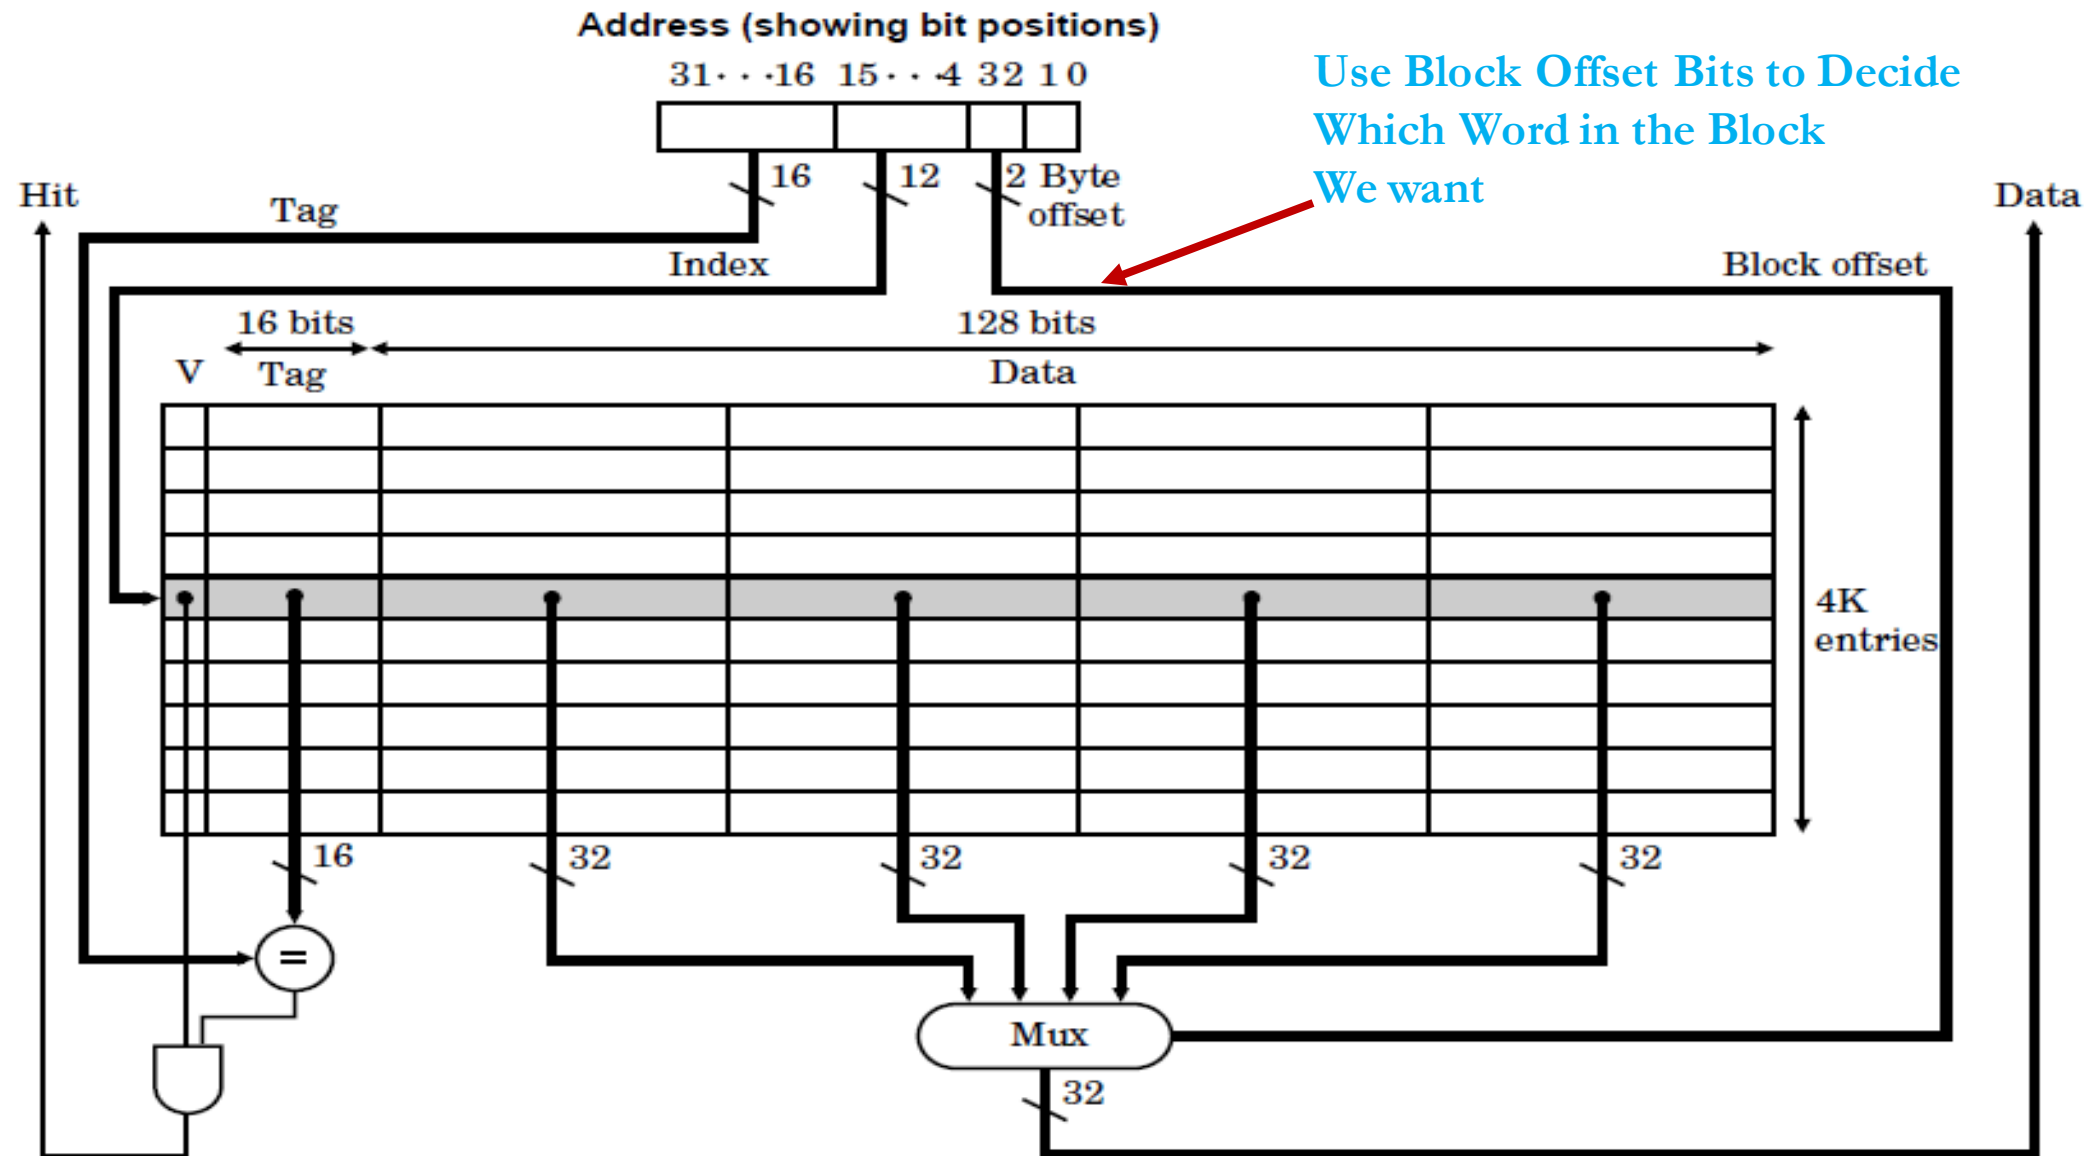 Address (showing bit positions)
31· · ·16 15· · ·4 3 2 1 0
Use Block Offset Bits to Decide
Which Word in the Block
We want
16 12 2 Byte
offset
Hit
Tag
Data
Index
Block offset
16 bits
128 bits
V
Tag
Data
4K
entries
16 32 32 32 32
=
Mux
32